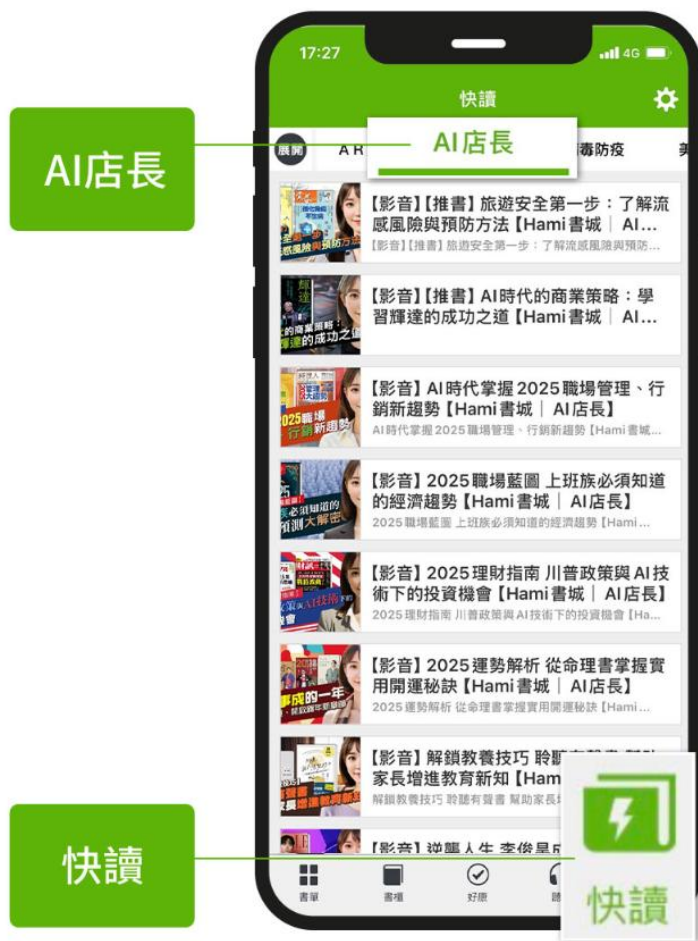 17:27
4G
快讀
AI店長
展開
A R
AI店長
毒防疫
美
【影音】【推書】旅遊安全第一步：了解流
感風險與預防方法【Hami書城｜AI...
【影音】【推書】旅遊安全第一步：了解流感風險與預防...
【影音】【推書】AI時代的商業策略：學
習輝達的成功之道【Hami書城｜AI...
【影音】AI時代掌握2025職場管理、行
銷新趨勢【Hami書城｜AI店長】
AI時代掌握2025職場管理、行銷新趨勢【Hami書城...
【影音】2025職場藍圖 上班族必須知道
的經濟趨勢【Hami書城｜AI店長】
2025職場藍圖 上班族必須知道的經濟趨勢【Hami...
【影音】2025理財指南 川普政策與AI技
術下的投資機會【Hami書城｜AI店長】
2025理財指南 川普政策與AI技術下的投資機會【Ha...
【影音】2025運勢解析 從命理書掌握實
用開運秘訣【Hami書城｜AI店長】
2025運勢解析 從命理書掌握實用開運秘訣【Hami...
【影音】解鎖教養技巧 聆聽有聲書 幫助
家長增進教育新知【Ham
解鎖教養技巧 聆聽有聲書 幫助家長
【影音】逆襲人生 李俊昊成
快讀
書單
書櫃
好康
快讀